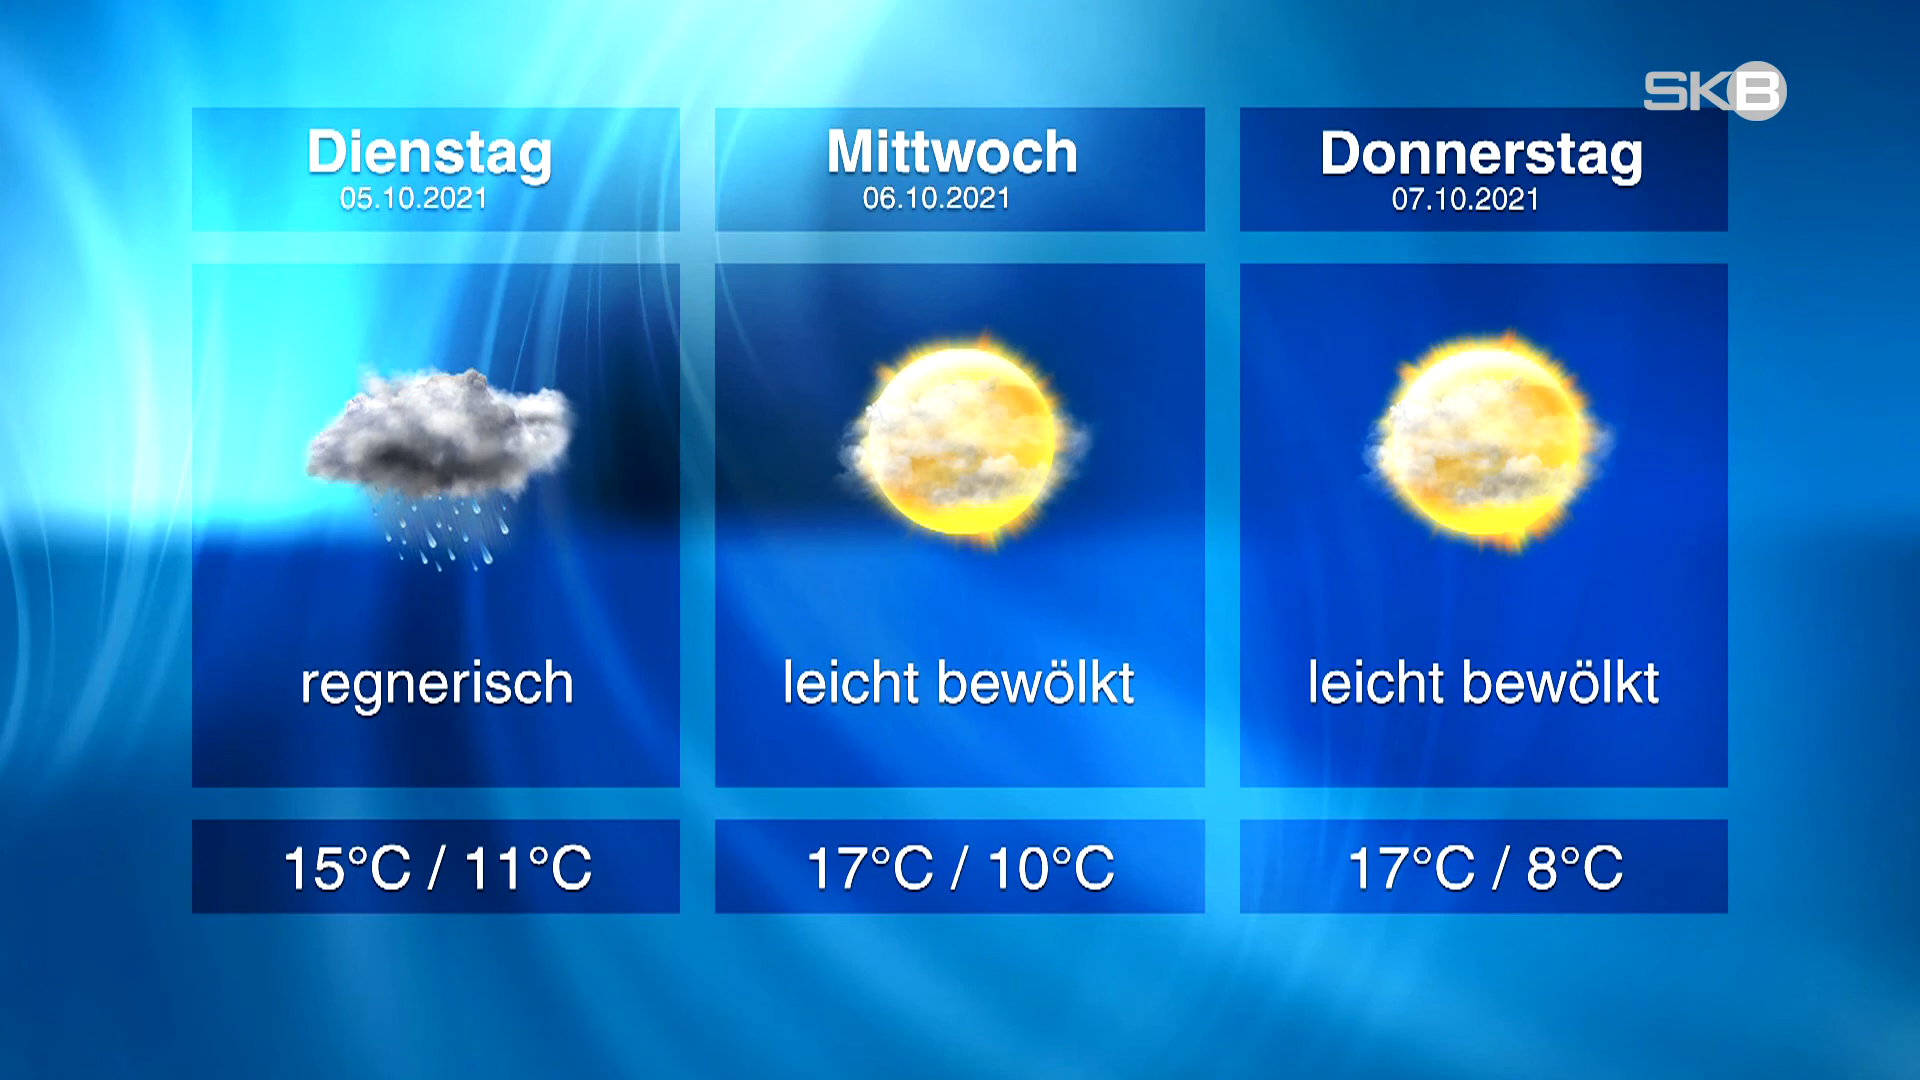 SKB
Dienstag
05.10.2021
Mittwoch
06.10.2021
Donnerstag
07.10.2021
regnerisch
leicht bewölkt
leicht bewölkt
15°C / 11°C
17°C / 10°C
17°C / 8°C